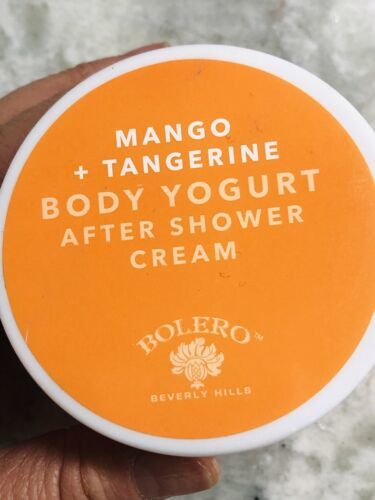 MANGO
+ TANGERINE
BODY YOGURT
AFTER SHOWER
CREAM
BOLERO™
BEVERLY HILLS